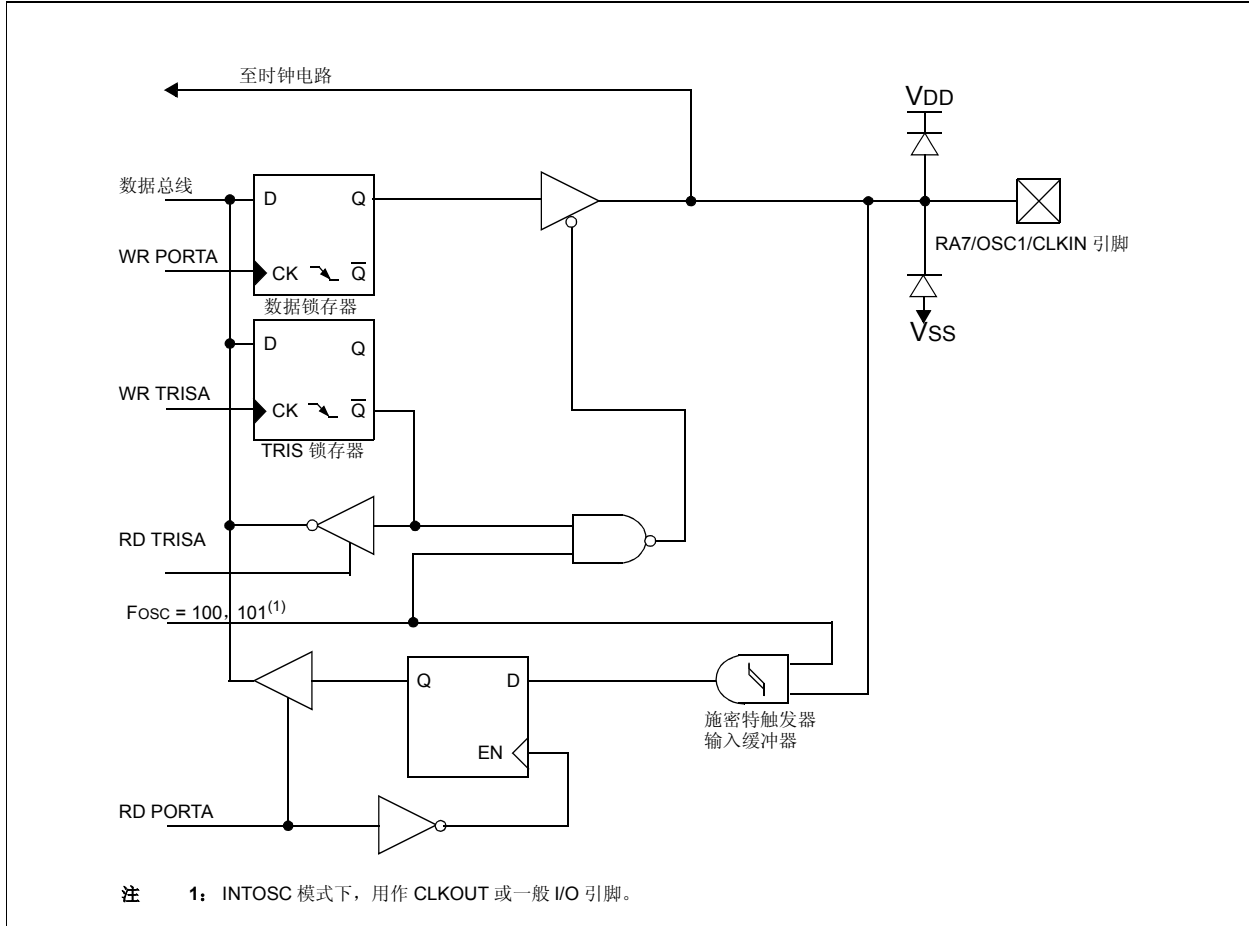 至时钟电路
VDD
数据总线
D Q
RA7/OSC1/CLKIN 引脚
WR PORTA
CK Q̅
数据锁存器
VSS
D Q
WR TRISA
CK Q̅
TRIS 锁存器
RD TRISA
FOSC = 100，101(1)
Q D
施密特触发器
输入缓冲器
EN
RD PORTA
注 1： INTOSC 模式下，用作 CLKOUT 或一般 I/O 引脚。